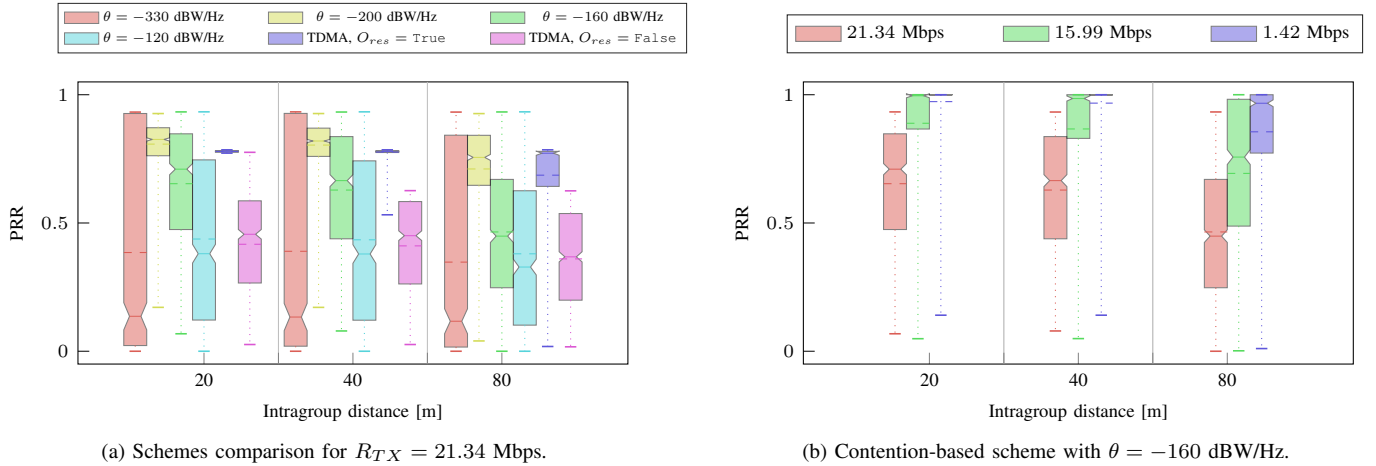 θ = −330 dBW/Hz θ = −200 dBW/Hz θ = −160 dBW/Hz
θ = −120 dBW/Hz TDMA, O_res = True TDMA, O_res = False
1
0.5
0
PRR
20 40 80
Intragroup distance [m]
(a) Schemes comparison for R_TX = 21.34 Mbps.
21.34 Mbps 15.99 Mbps 1.42 Mbps
1
0.5
0
PRR
20 40 80
Intragroup distance [m]
(b) Contention-based scheme with θ = −160 dBW/Hz.